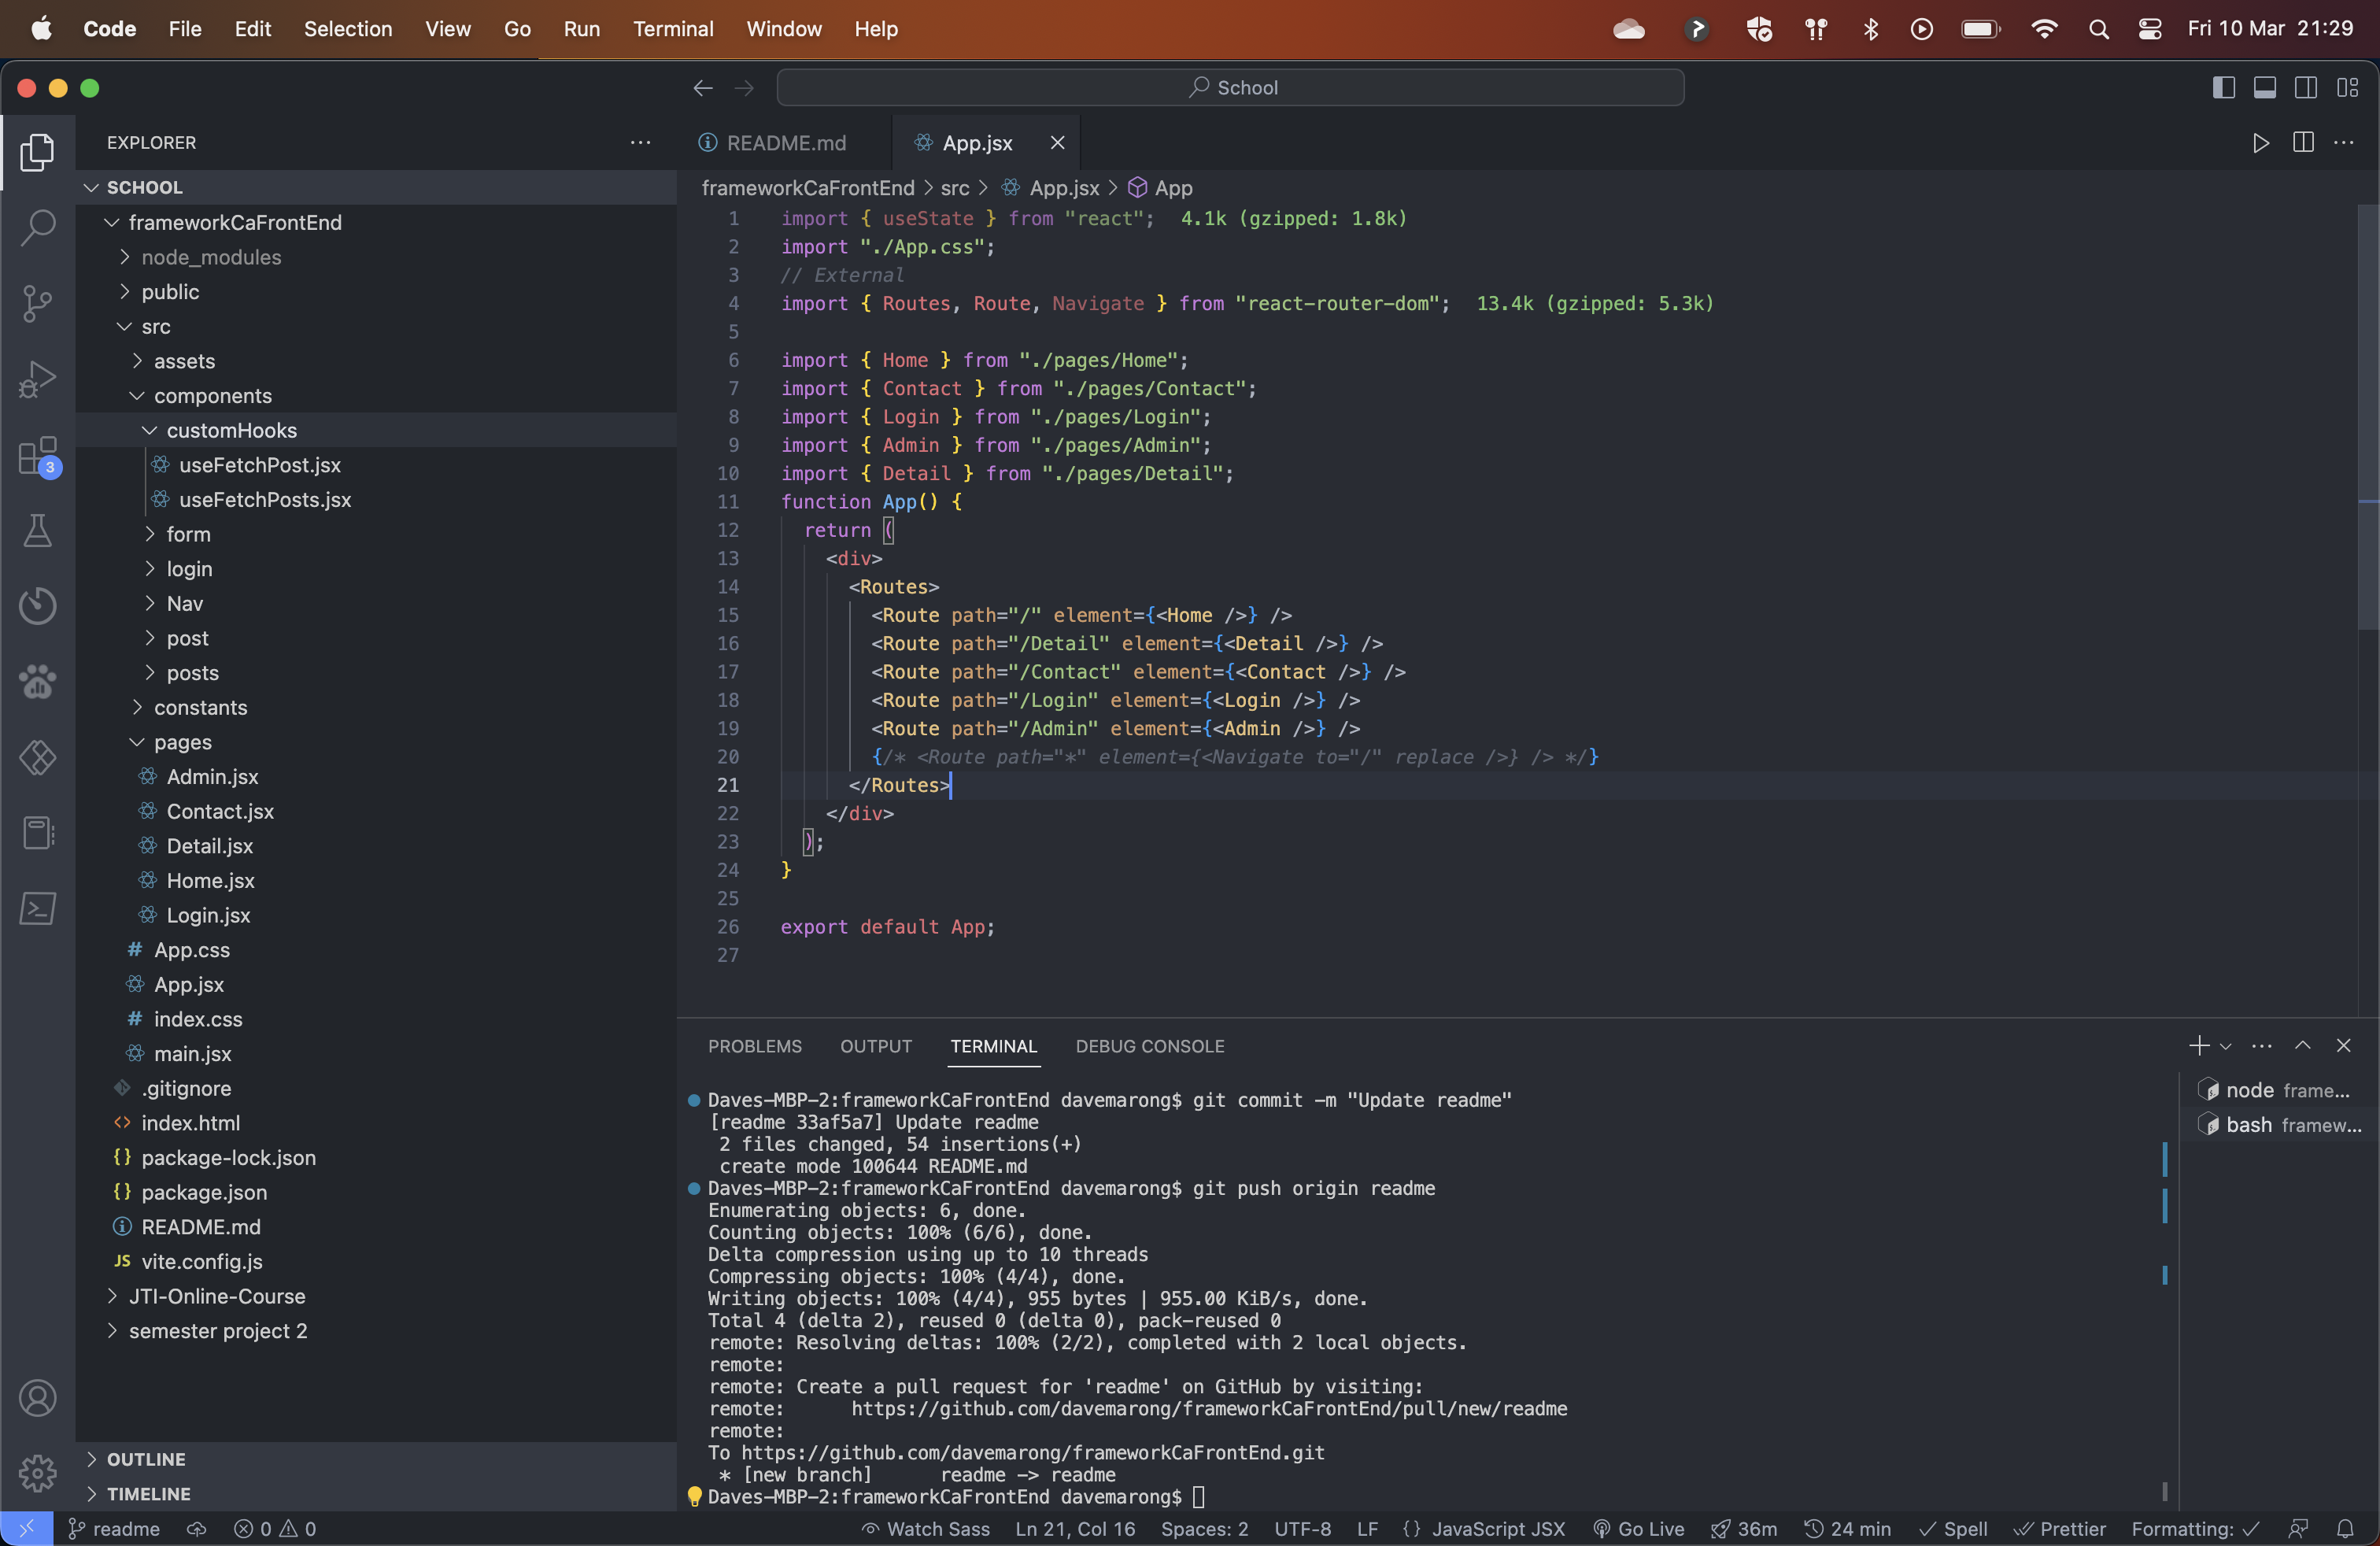 Code File Edit Selection View Go Run Terminal Window Help Fri 10 Mar 21:29
School
EXPLORER
SCHOOL
frameworkCaFrontEnd
node_modules
public
src
assets
components
customHooks
useFetchPost.jsx
useFetchPosts.jsx
form
login
Nav
post
posts
constants
pages
Admin.jsx
Contact.jsx
Detail.jsx
Home.jsx
Login.jsx
# App.css
App.jsx
# index.css
main.jsx
.gitignore
<> index.html
{} package-lock.json
{} package.json
README.md
JS vite.config.js
JTI-Online-Course
semester project 2
OUTLINE
TIMELINE
3
README.md App.jsx
frameworkCaFrontEnd > src > App.jsx > App
1 import { useState } from "react"; 4.1k (gzipped: 1.8k)
2 import "./App.css";
3 // External
4 import { Routes, Route, Navigate } from "react-router-dom"; 13.4k (gzipped: 5.3k)
5
6 import { Home } from "./pages/Home";
7 import { Contact } from "./pages/Contact";
8 import { Login } from "./pages/Login";
9 import { Admin } from "./pages/Admin";
10 import { Detail } from "./pages/Detail";
11 function App() {
12 return (
13 <div>
14 <Routes>
15 <Route path="/" element={<Home />} />
16 <Route path="/Detail" element={<Detail />} />
17 <Route path="/Contact" element={<Contact />} />
18 <Route path="/Login" element={<Login />} />
19 <Route path="/Admin" element={<Admin />} />
20 {/* <Route path="*" element={<Navigate to="/" replace />} /> */}
21 </Routes>
22 </div>
23 );
24 }
25
26 export default App;
27
PROBLEMS OUTPUT TERMINAL DEBUG CONSOLE
Daves-MBP-2:frameworkCaFrontEnd davemarong$ git commit -m "Update readme"
[readme 33af5a7] Update readme
2 files changed, 54 insertions(+)
create mode 100644 README.md
Daves-MBP-2:frameworkCaFrontEnd davemarong$ git push origin readme
Enumerating objects: 6, done.
Counting objects: 100% (6/6), done.
Delta compression using up to 10 threads
Compressing objects: 100% (4/4), done.
Writing objects: 100% (4/4), 955 bytes | 955.00 KiB/s, done.
Total 4 (delta 2), reused 0 (delta 0), pack-reused 0
remote: Resolving deltas: 100% (2/2), completed with 2 local objects.
remote:
remote: Create a pull request for 'readme' on GitHub by visiting:
remote: https://github.com/davemarong/frameworkCaFrontEnd/pull/new/readme
remote:
To https://github.com/davemarong/frameworkCaFrontEnd.git
* [new branch] readme -> readme
Daves-MBP-2:frameworkCaFrontEnd davemarong$
node frame...
bash framew...
readme 0 0 Watch Sass Ln 21, Col 16 Spaces: 2 UTF-8 LF {} JavaScript JSX Go Live 36m 24 min Spell Prettier Formatting: